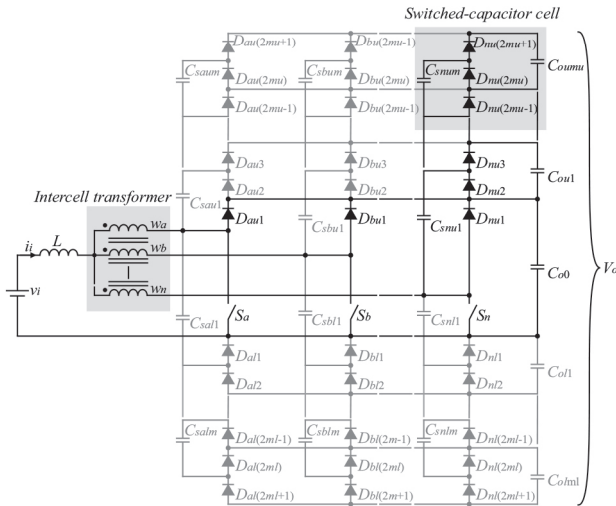 Switched-capacitor cell
Dau(2mu+1) Dbu(2mu-1) Dnu(2mu+1)
Csaum Dau(2mu) Csbum Dbu(2mu) Csnum Dnu(2mu) Coumu
Dau(2mu-1) Dbu(2mu-1) Dnu(2mu-1)
Dau3 Dbu3 Dnu3 Cou1
Dau2 Dbu2 Dnu2
Intercell transformer Csau1
Dau1 Csbu1 Dbu1 Csnu1 Dnu1
ii L wa
wb
Co0 Vo
vi wn
Csal1 Sa Csbl1 Sb Csnl1 Sn
Dal1 Dbl1 Dnl1 Col1
Dal2 Dbl2 Dnl2
Csalm Dal(2ml-1) Csblm Dbl(2m-1) Csnlm Dnl(2ml-1)
Dal(2ml) Dbl(2ml) Dnl(2ml) Colml
Dal(2ml+1) Dbl(2m+1) Dnl(2ml+1)